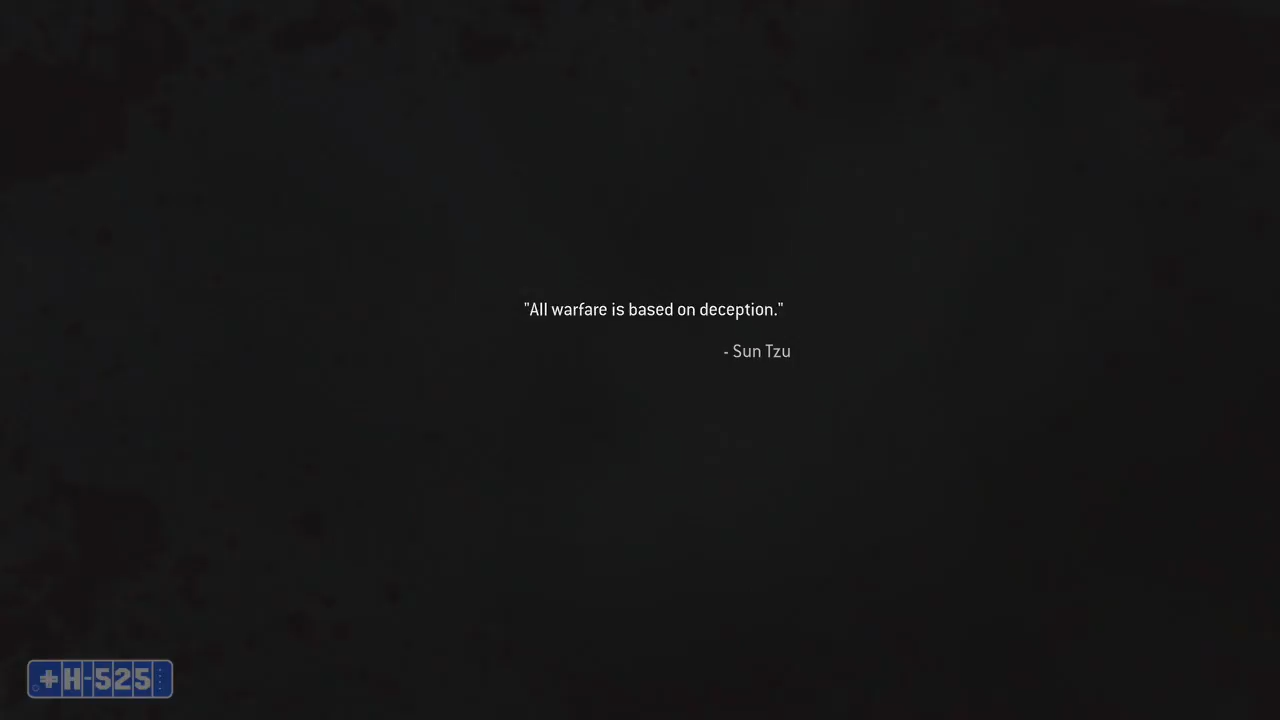 "All warfare is based on deception."
- Sun Tzu
+H-525